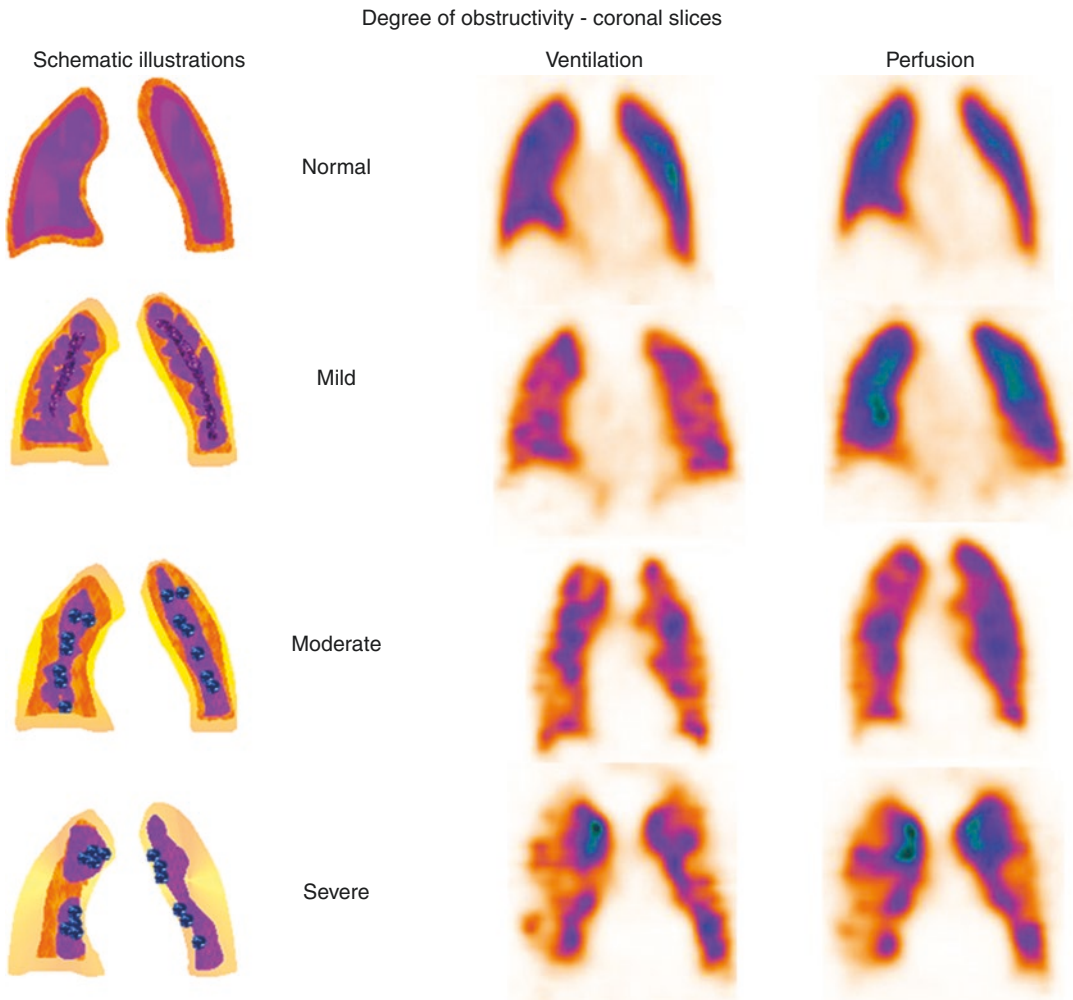 Degree of obstructivity - coronal slices
Schematic illustrations
Ventilation
Perfusion
Normal
Mild
Moderate
Severe